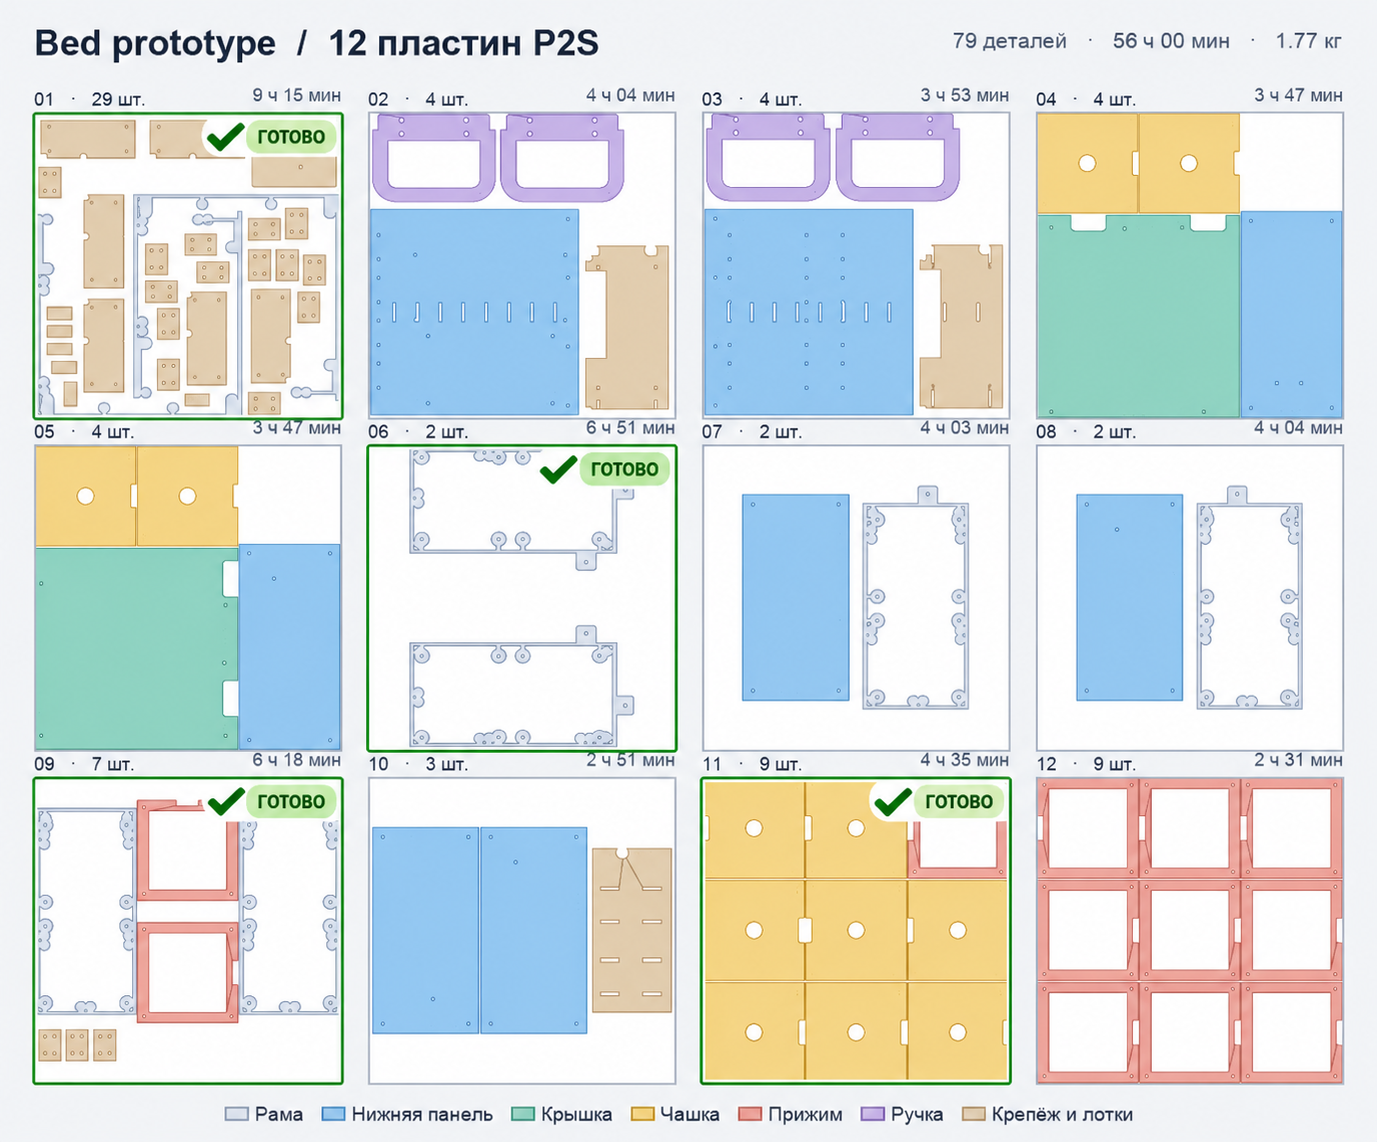 Bed prototype / 12 пластин P2S
79 деталей · 56 ч 00 мин · 1.77 кг
01 · 29 шт. 9 ч 15 мин
ГОТОВО
02 · 4 шт. 4 ч 04 мин
03 · 4 шт. 3 ч 53 мин
04 · 4 шт. 3 ч 47 мин
05 · 4 шт. 3 ч 47 мин
06 · 2 шт. 6 ч 51 мин
ГОТОВО
07 · 2 шт. 4 ч 03 мин
08 · 2 шт. 4 ч 04 мин
09 · 7 шт. 6 ч 18 мин
ГОТОВО
10 · 3 шт. 2 ч 51 мин
11 · 9 шт. 4 ч 35 мин
ГОТОВО
12 · 9 шт. 2 ч 31 мин
Рама Нижняя панель Крышка Чашка Прижим Ручка Крепёж и лотки